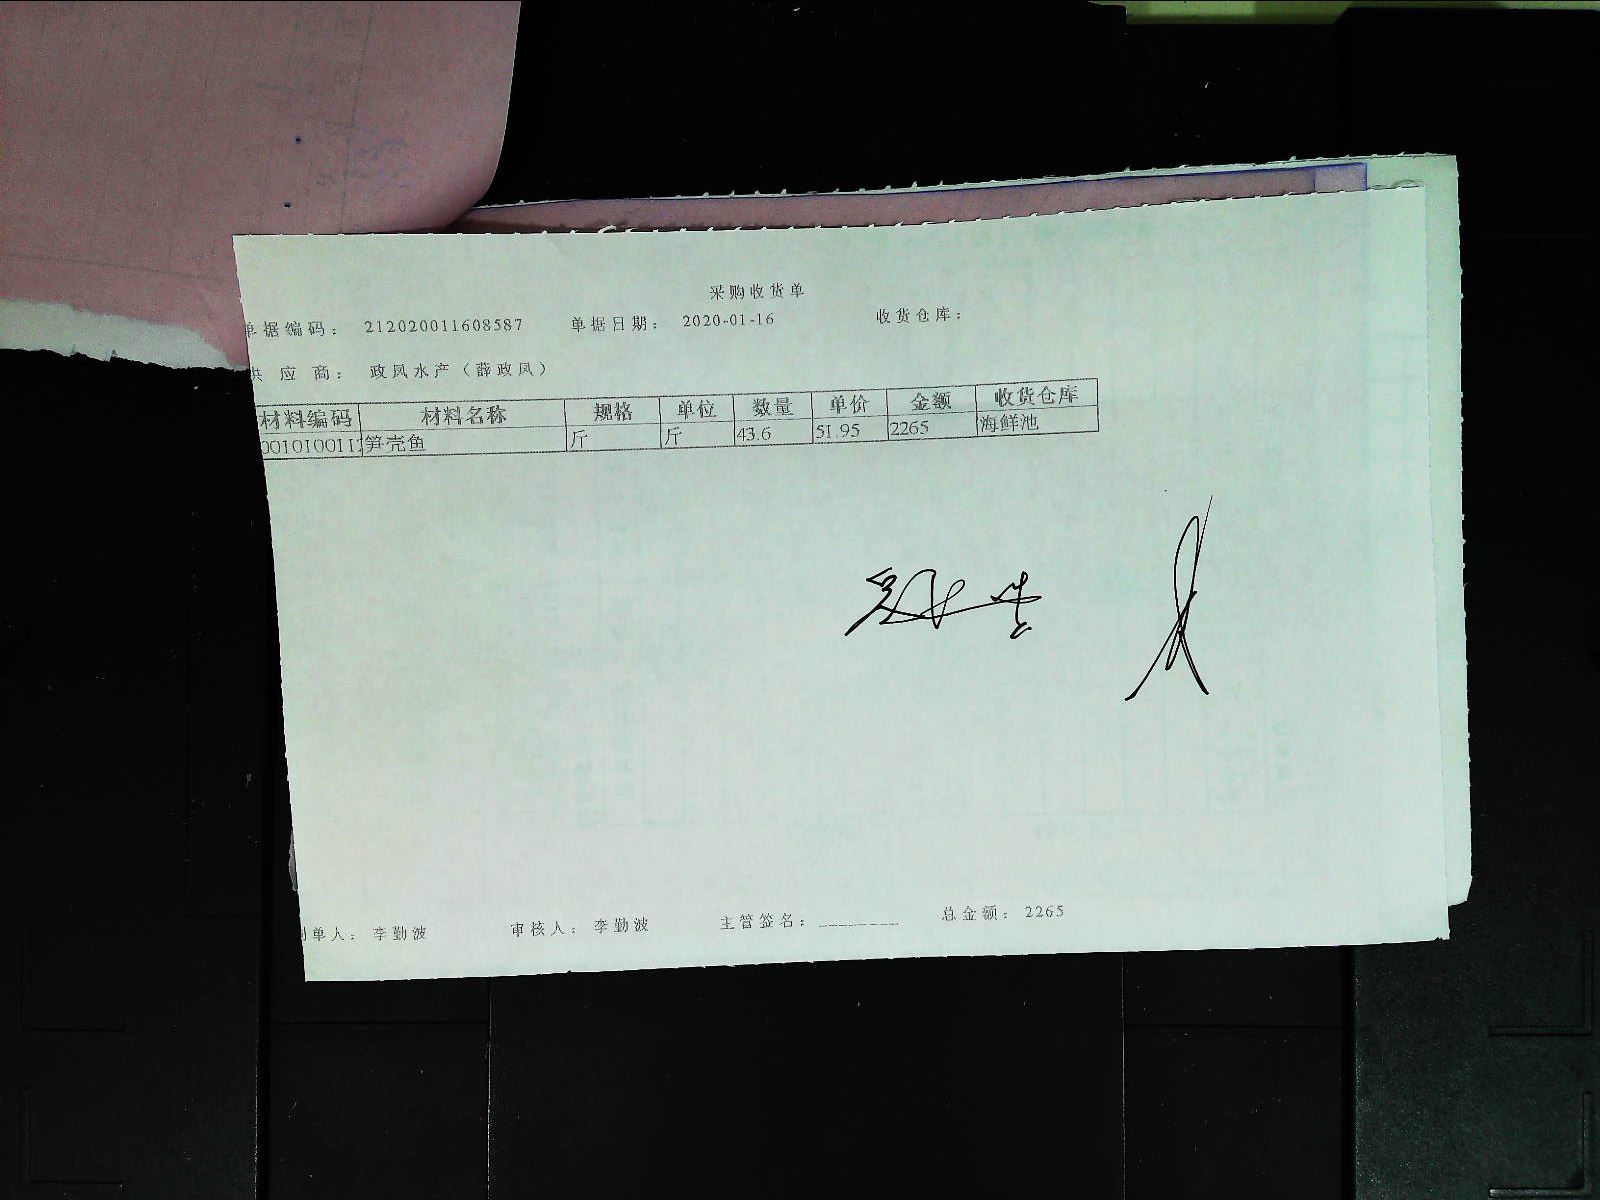 采购收货单
单据编码： 212020011608587 单据日期： 2020-01-16 收货仓库：
供 应 商： 政风水产（薛政凤）
材料编码 材料名称 规格 单位 数量 单价 金额 收货仓库
001010011 笋壳鱼 斤 斤 43.6 51.95 2265 海鲜池
制单人： 李勤波 审核人： 李勤波 主管签名： ________ 总金额： 2265